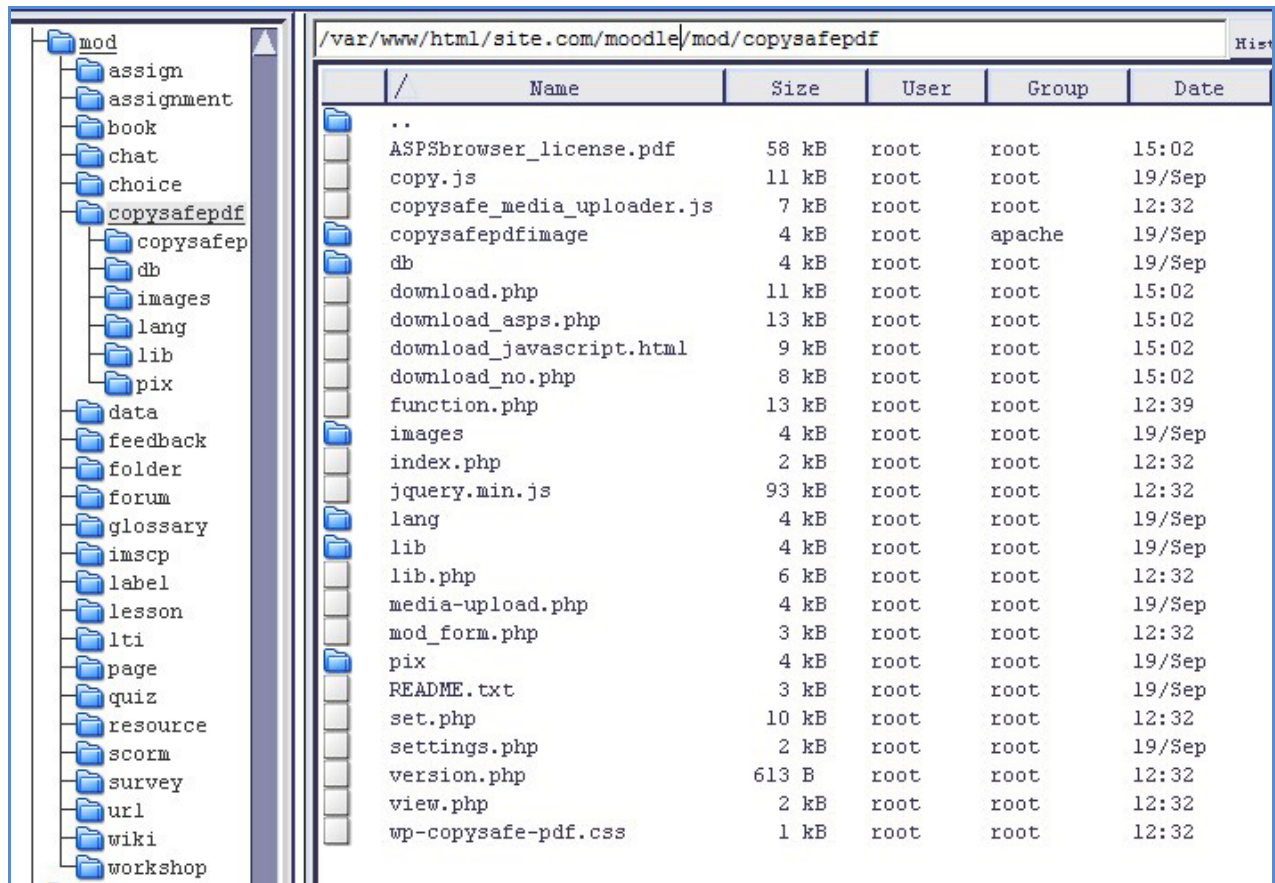 mod
assign
assignment
book
chat
choice
copysafepdf
copysafep
db
images
lang
lib
pix
data
feedback
folder
forum
glossary
imscp
label
lesson
lti
page
quiz
resource
scorm
survey
url
wiki
workshop
/var/www/html/site.com/moodle/mod/copysafepdf Hist
/ Name Size User Group Date
..
ASPSbrowser_license.pdf 58 kB root root 15:02
copy.js 11 kB root root 19/Sep
copysafe_media_uploader.js 7 kB root root 12:32
copysafepdfimage 4 kB root apache 19/Sep
db 4 kB root root 19/Sep
download.php 11 kB root root 15:02
download_asps.php 13 kB root root 15:02
download_javascript.html 9 kB root root 15:02
download_no.php 8 kB root root 15:02
function.php 13 kB root root 12:39
images 4 kB root root 19/Sep
index.php 2 kB root root 12:32
jquery.min.js 93 kB root root 12:32
lang 4 kB root root 19/Sep
lib 4 kB root root 19/Sep
lib.php 6 kB root root 12:32
media-upload.php 4 kB root root 19/Sep
mod_form.php 3 kB root root 12:32
pix 4 kB root root 19/Sep
README.txt 3 kB root root 19/Sep
set.php 10 kB root root 12:32
settings.php 2 kB root root 19/Sep
version.php 613 B root root 12:32
view.php 2 kB root root 12:32
wp-copysafe-pdf.css 1 kB root root 12:32